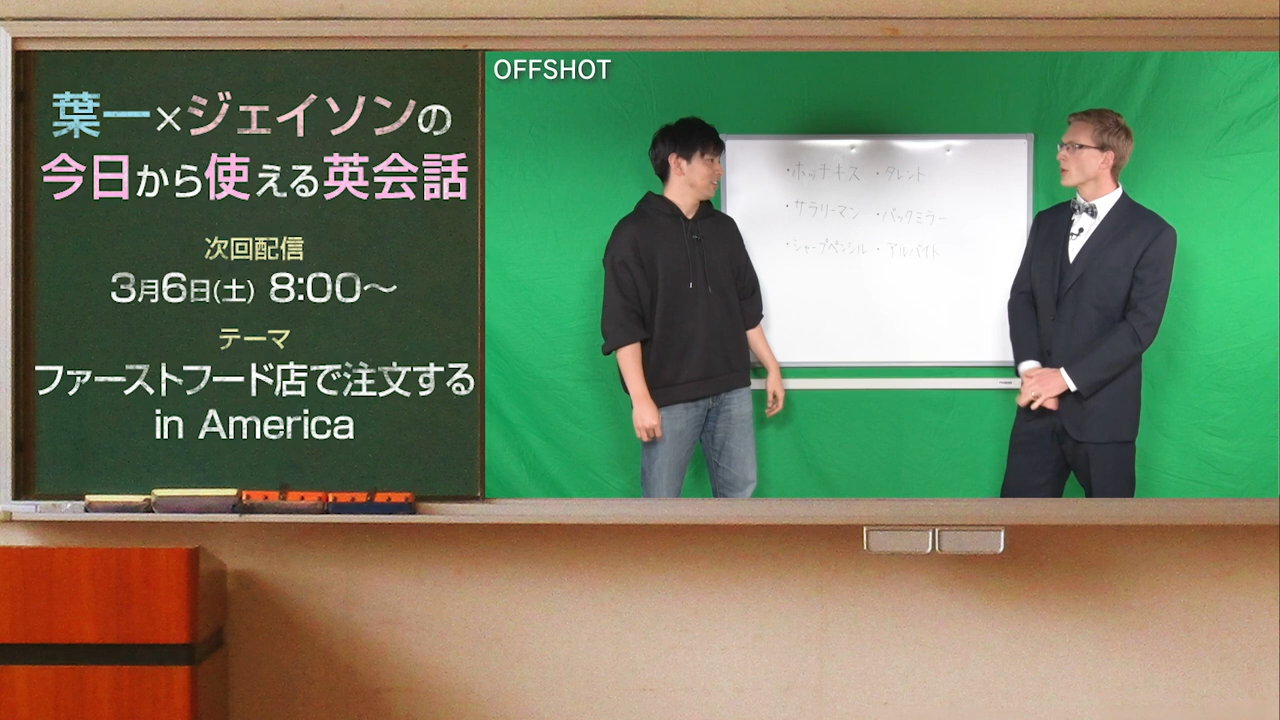 葉一×ジェイソンの
今日から使える英会話
次回配信
3月6日(土) 8:00～
テーマ
ファーストフード店で注文する
in America
OFFSHOT
・ホッチキス ・タレント
・サラリーマン ・バックミラー
・シャープペンシル ・アルバイト